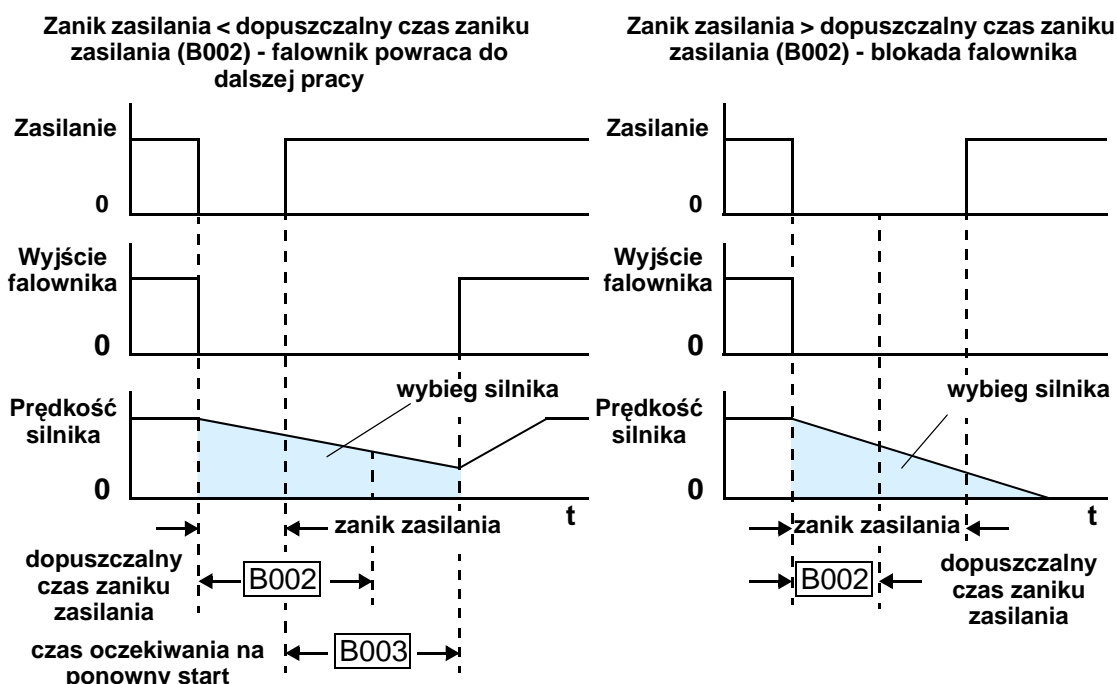 Zanik zasilania < dopuszczalny czas zaniku
zasilania (B002) - falownik powraca do
dalszej pracy
Zasilanie
0
Wyjście
falownika
0
wybieg silnika
Prędkość
silnika
0
t
zanik zasilania
dopuszczalny
czas zaniku
zasilania
B002
czas oczekiwania na
ponowny start
B003
Zanik zasilania > dopuszczalny czas zaniku
zasilania (B002) - blokada falownika
Zasilanie
0
Wyjście
falownika
0
wybieg silnika
Prędkość
silnika
0
t
zanik zasilania
B002
dopuszczalny
czas zaniku
zasilania